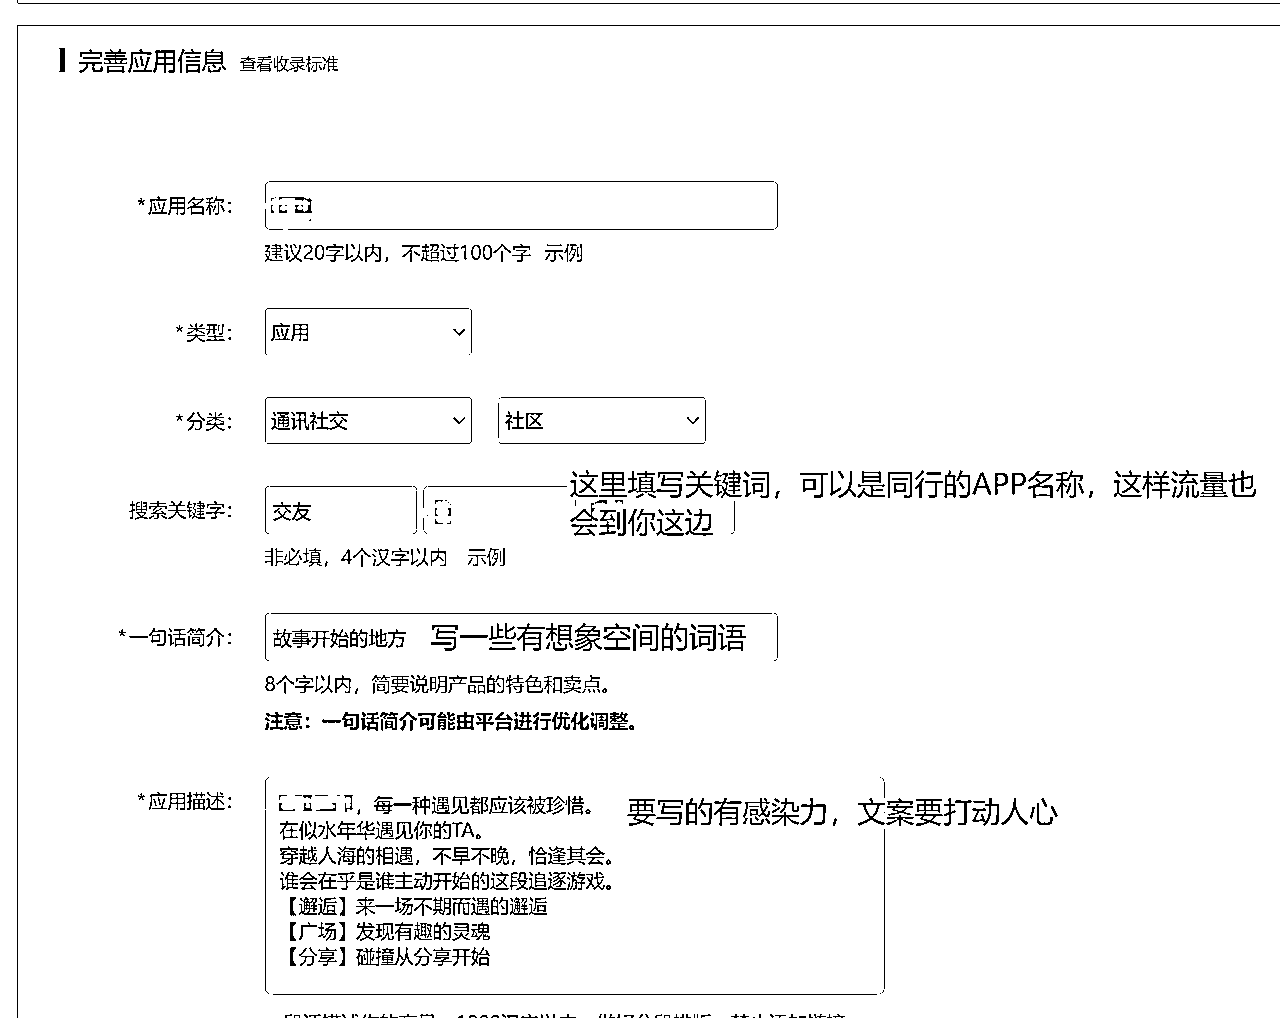 完善应用信息 查看收录标准
*应用名称：
建议20字以内，不超过100个字 示例
*类型： 应用
*分类： 通讯社交 社区
搜索关键字： 交友
这里填写关键词，可以是同行的APP名称，这样流量也
会到你这边
非必填，4个汉字以内 示例
*一句话简介： 故事开始的地方 写一些有想象空间的词语
8个字以内，简要说明产品的特色和卖点。
注意：一句话简介可能由平台进行优化调整。
*应用描述： ，每一种遇见都应该被珍惜。 要写的有感染力，文案要打动人心
在似水年华遇见你的TA。
穿越人海的相遇，不早不晚，恰逢其会。
谁会在乎是谁主动开始的这段追逐游戏。
【邂逅】来一场不期而遇的邂逅
【广场】发现有趣的灵魂
【分享】碰撞从分享开始